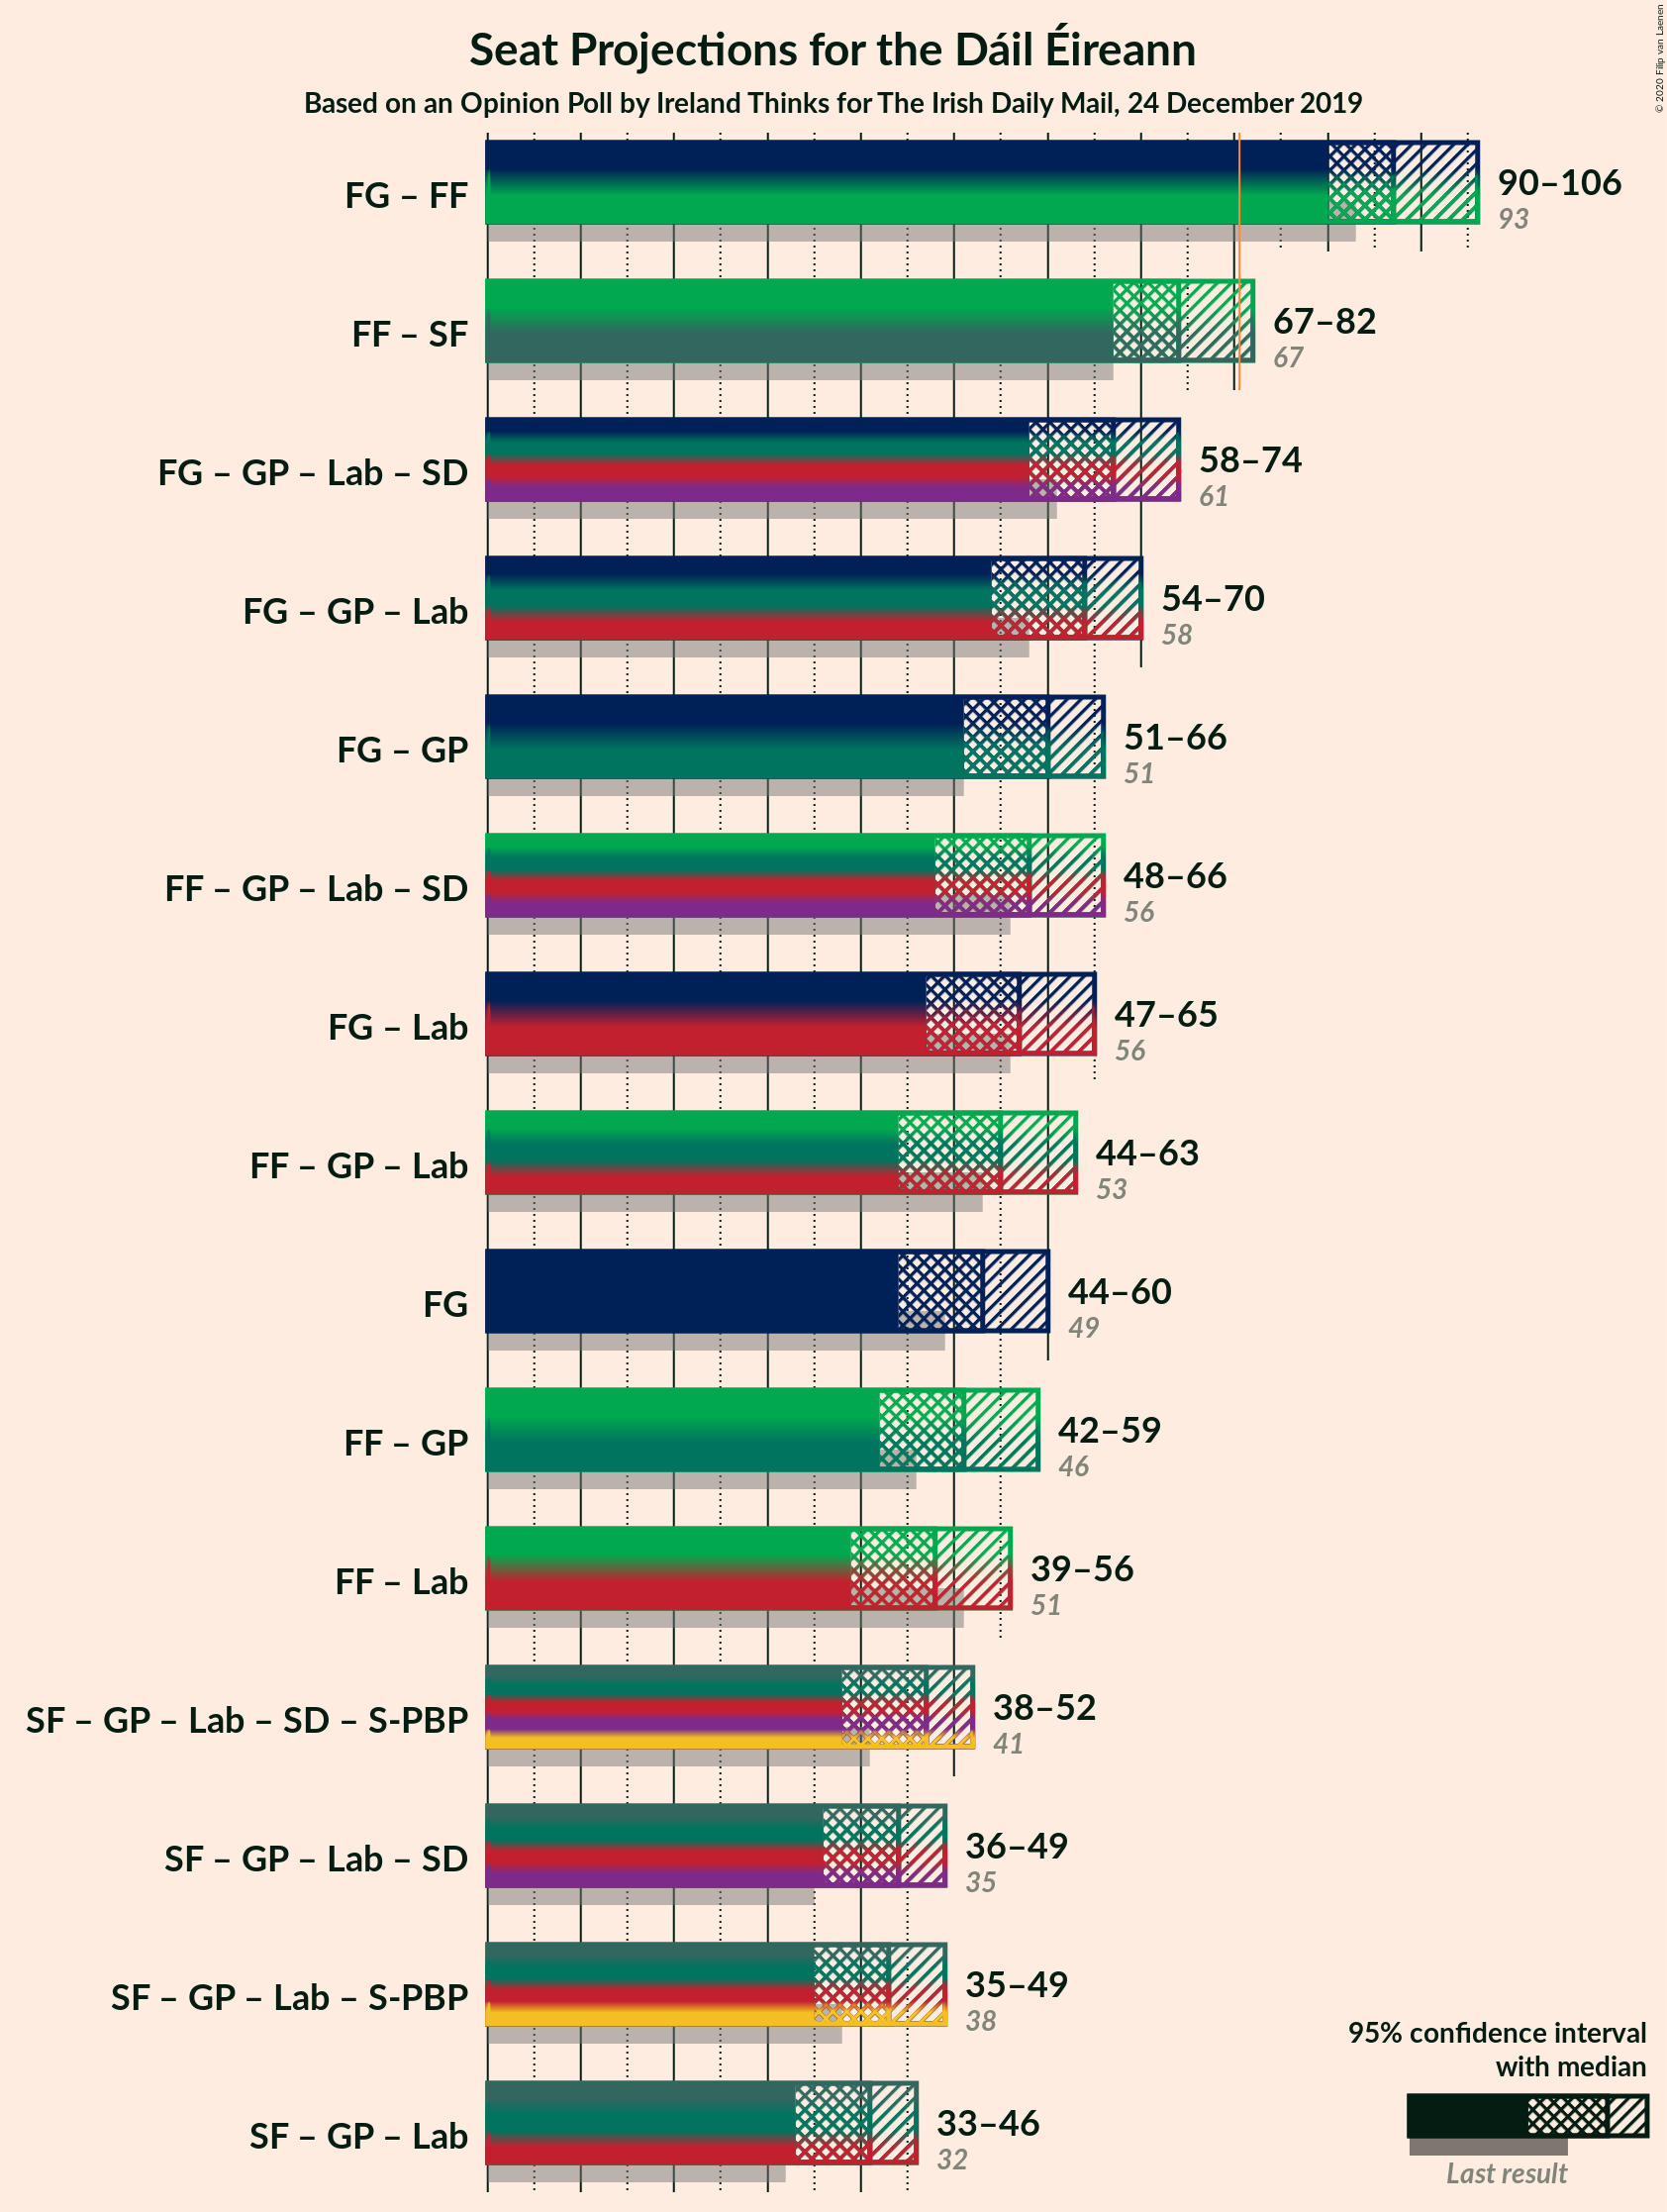 Seat Projections for the Dáil Éireann
Based on an Opinion Poll by Ireland Thinks for The Irish Daily Mail, 24 December 2019
© 2020 Filip van Laenen
FG – FF
90–106
93
FF – SF
67–82
67
FG – GP – Lab – SD
58–74
61
FG – GP – Lab
54–70
58
FG – GP
51–66
51
FF – GP – Lab – SD
48–66
56
FG – Lab
47–65
56
FF – GP – Lab
44–63
53
FG
44–60
49
FF – GP
42–59
46
FF – Lab
39–56
51
SF – GP – Lab – SD – S-PBP
38–52
41
SF – GP – Lab – SD
36–49
35
SF – GP – Lab – S-PBP
35–49
38
SF – GP – Lab
33–46
32
95% confidence interval
with median
Last result